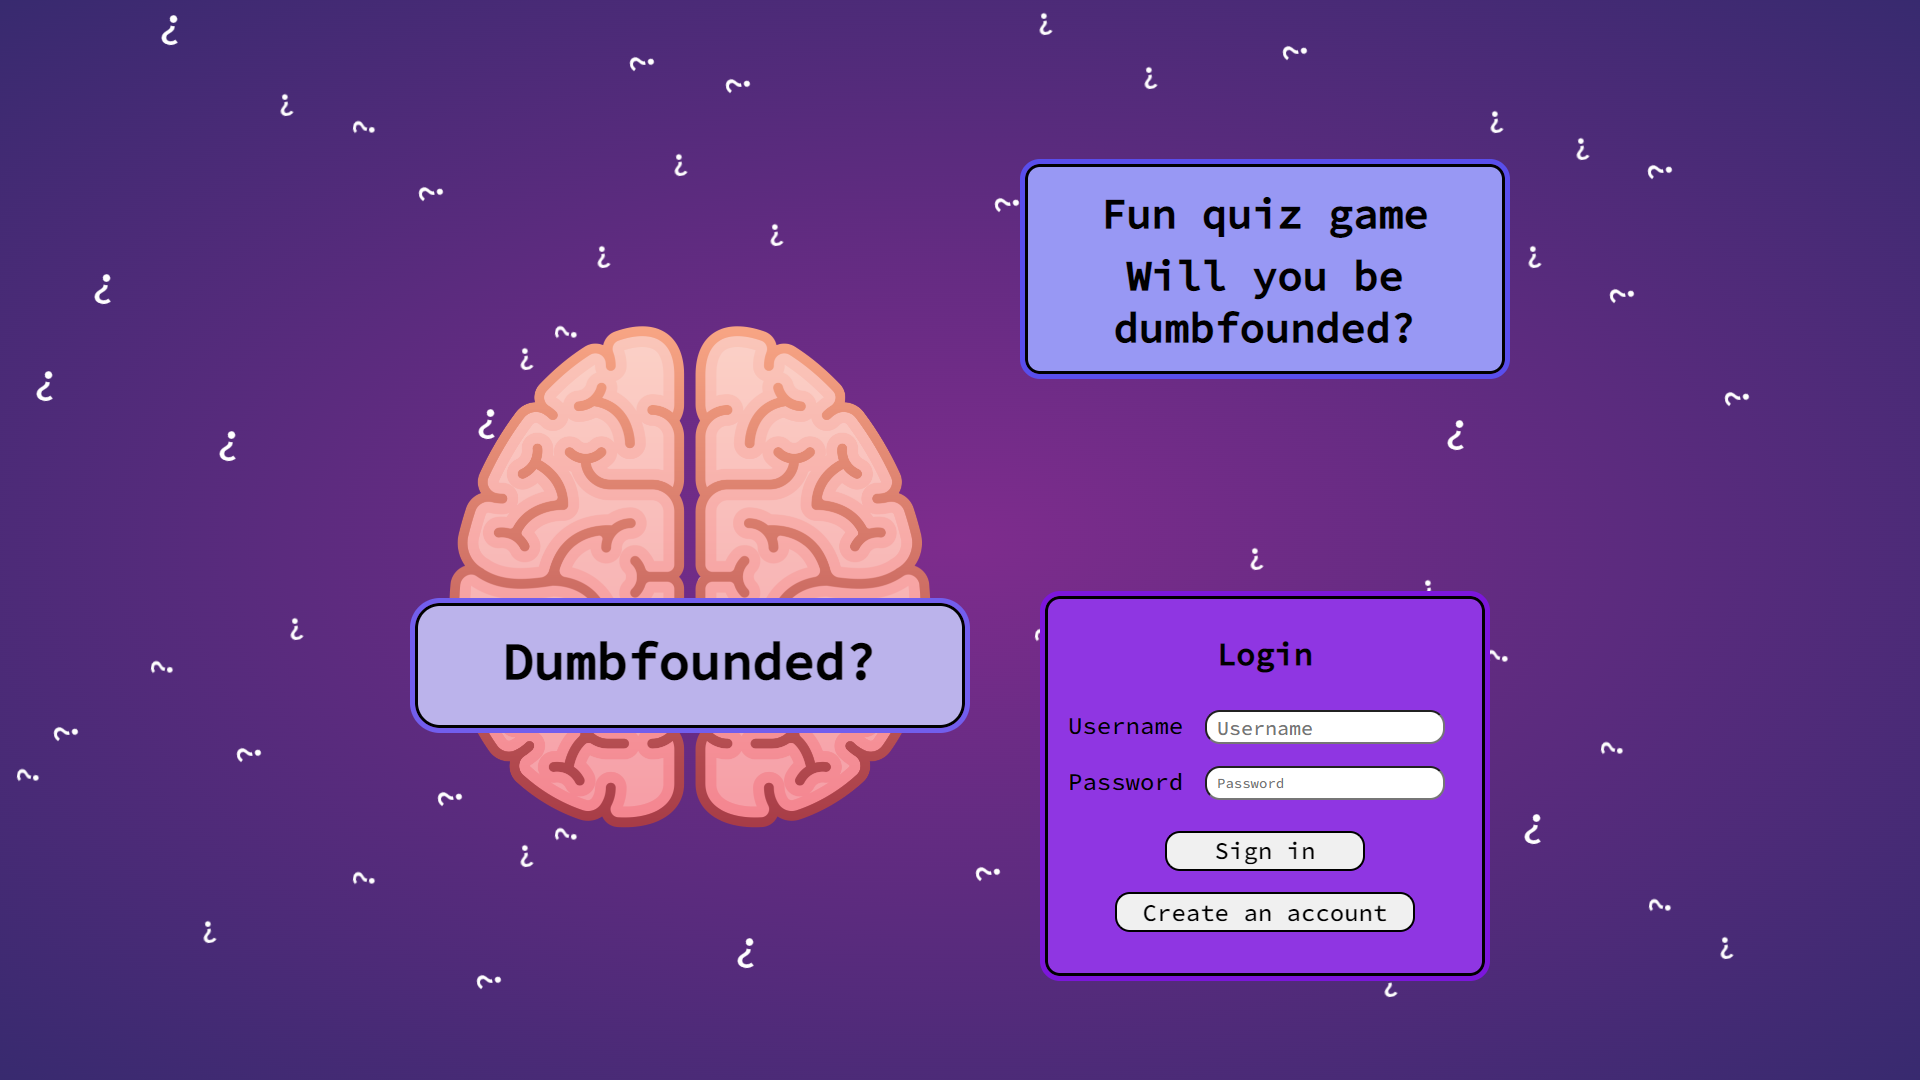 Fun quiz game
Will you be
dumbfounded?
Dumbfounded?
Login
Username Username
Password Password
Sign in
Create an account